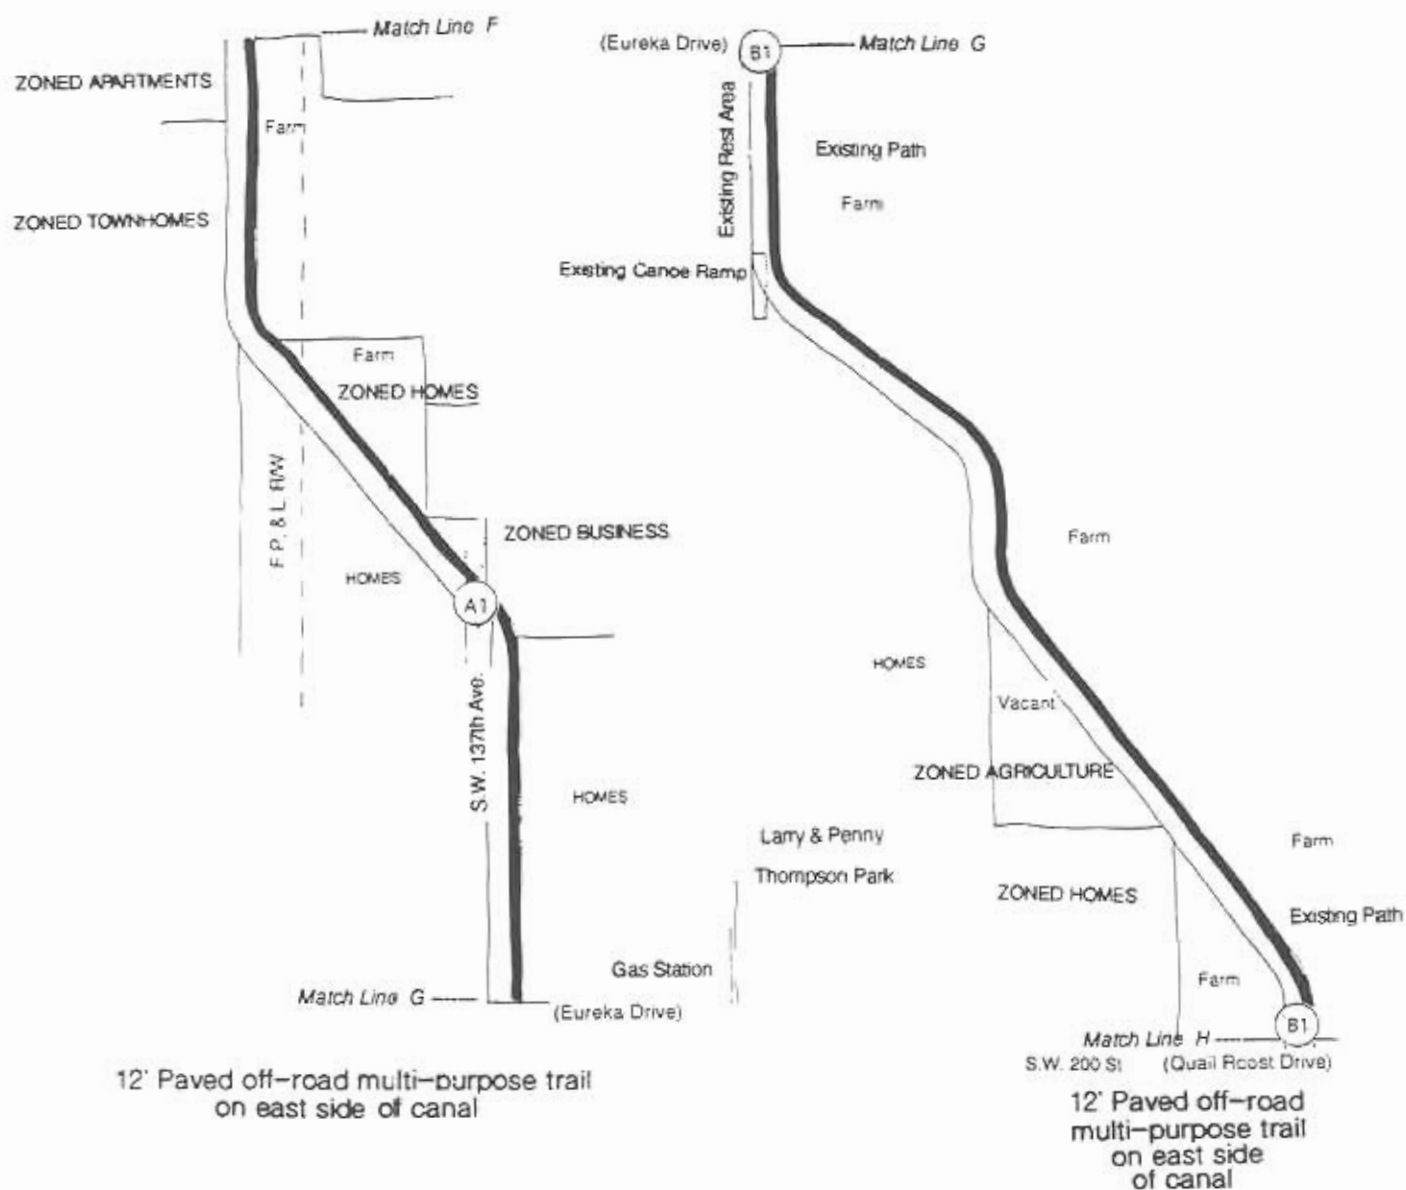 Match Line F
ZONED APARTMENTS
Farm
ZONED TOWNHOMES
Farm
ZONED HOMES
F.P. & L. R/W
ZONED BUSINESS
HOMES
A1
S.W. 137th Ave.
HOMES
Match Line G
(Eureka Drive)
12' Paved off-road multi-purpose trail
on east side of canal
(Eureka Drive)
B1
Match Line G
Existing Rest Area
Existing Path
Farm
Existing Canoe Ramp
Farm
HOMES
Vacant
ZONED AGRICULTURE
Larry & Penny
Thompson Park
Farm
ZONED HOMES
Existing Path
Gas Station
Farm
B1
Match Line H
S.W. 200 St
(Quail Roost Drive)
12' Paved off-road
multi-purpose trail
on east side
of canal